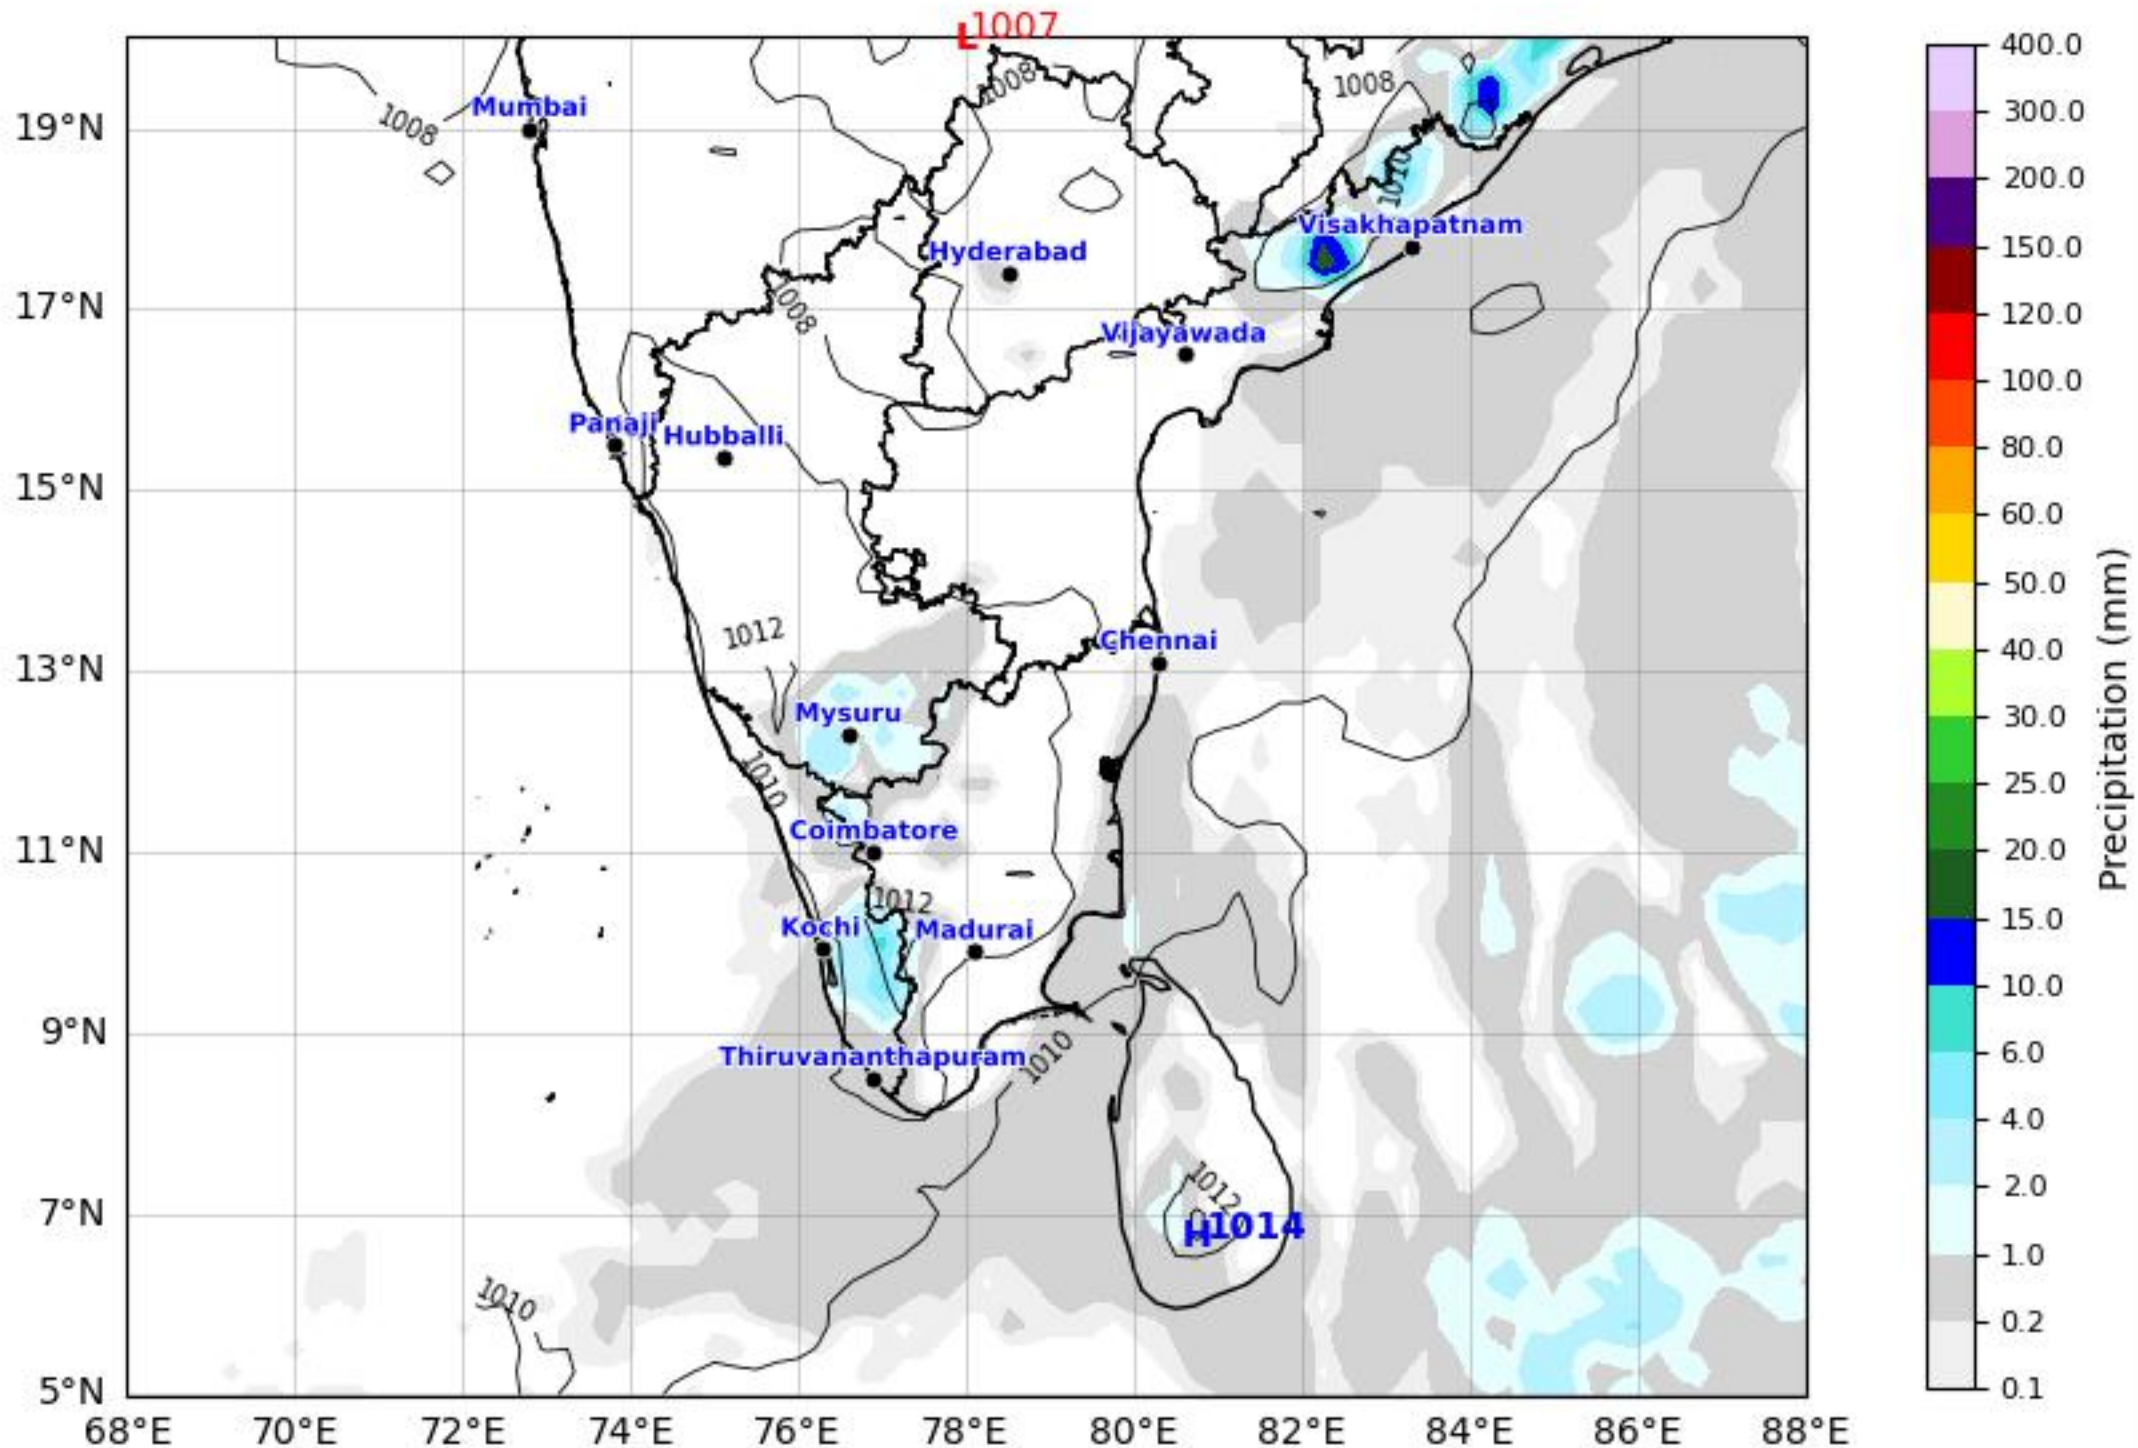 L1007
400.0
300.0
200.0
150.0
120.0
100.0
80.0
60.0
50.0
40.0
30.0
25.0
20.0
15.0
10.0
6.0
4.0
2.0
1.0
0.2
0.1
Precipitation (mm)
19°N
17°N
15°N
13°N
11°N
9°N
7°N
5°N
68°E
70°E
72°E
74°E
76°E
78°E
80°E
82°E
84°E
86°E
88°E
1008
1008
1008
Mumbai
1010
Visakhapatnam
Hyderabad
1008
Vijayawada
Panaji
Hubballi
1012
Chennai
Mysuru
1010
Coimbatore
1012
Kochi
Madurai
Thiruvananthapuram
1010
1012
H1014
1010